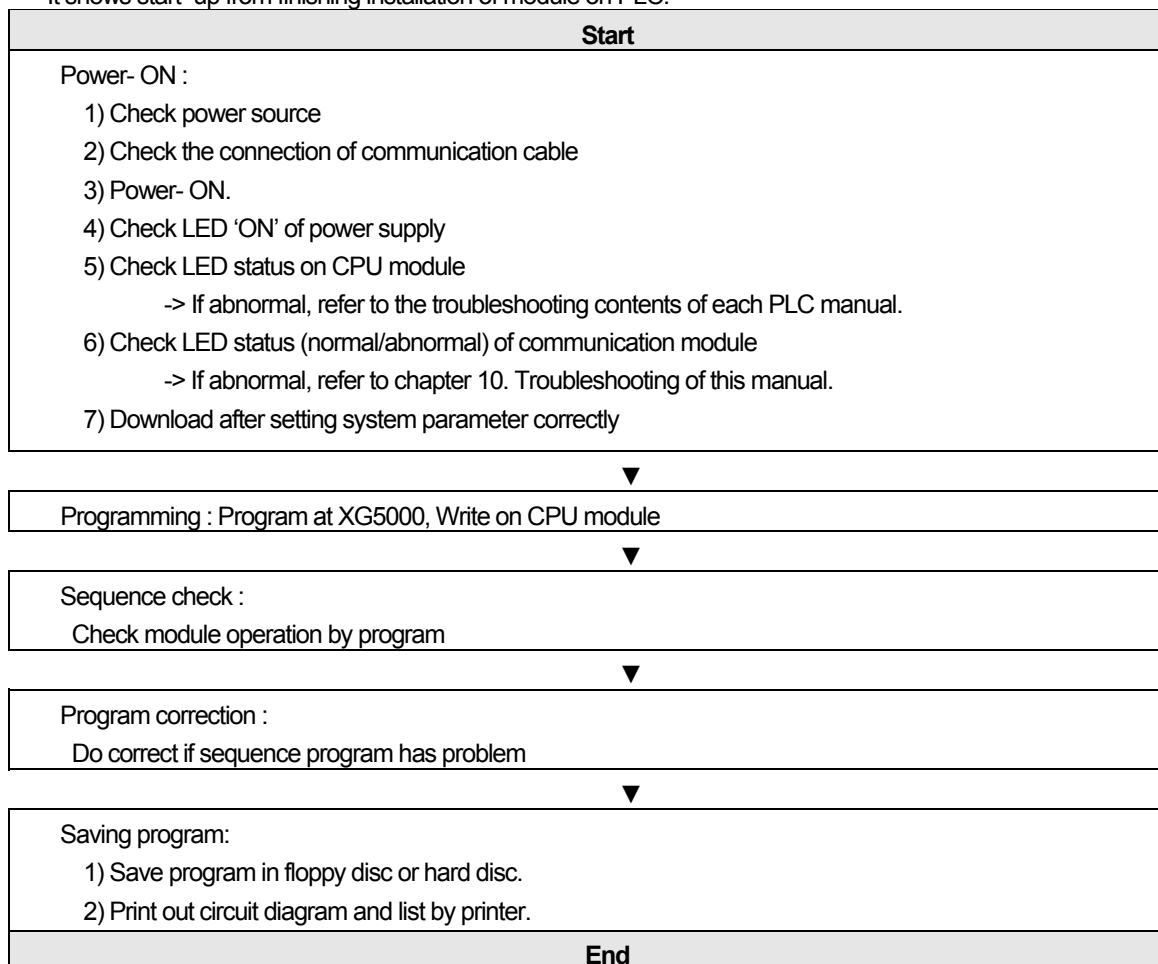 It shows start- up from finishing installation of module on PLC.
Start
Power- ON :
1) Check power source
2) Check the connection of communication cable
3) Power- ON.
4) Check LED ‘ON’ of power supply
5) Check LED status on CPU module
-> If abnormal, refer to the troubleshooting contents of each PLC manual.
6) Check LED status (normal/abnormal) of communication module
-> If abnormal, refer to chapter 10. Troubleshooting of this manual.
7) Download after setting system parameter correctly
▼
Programming : Program at XG5000, Write on CPU module
▼
Sequence check :
Check module operation by program
▼
Program correction :
Do correct if sequence program has problem
▼
Saving program:
1) Save program in floppy disc or hard disc.
2) Print out circuit diagram and list by printer.
End